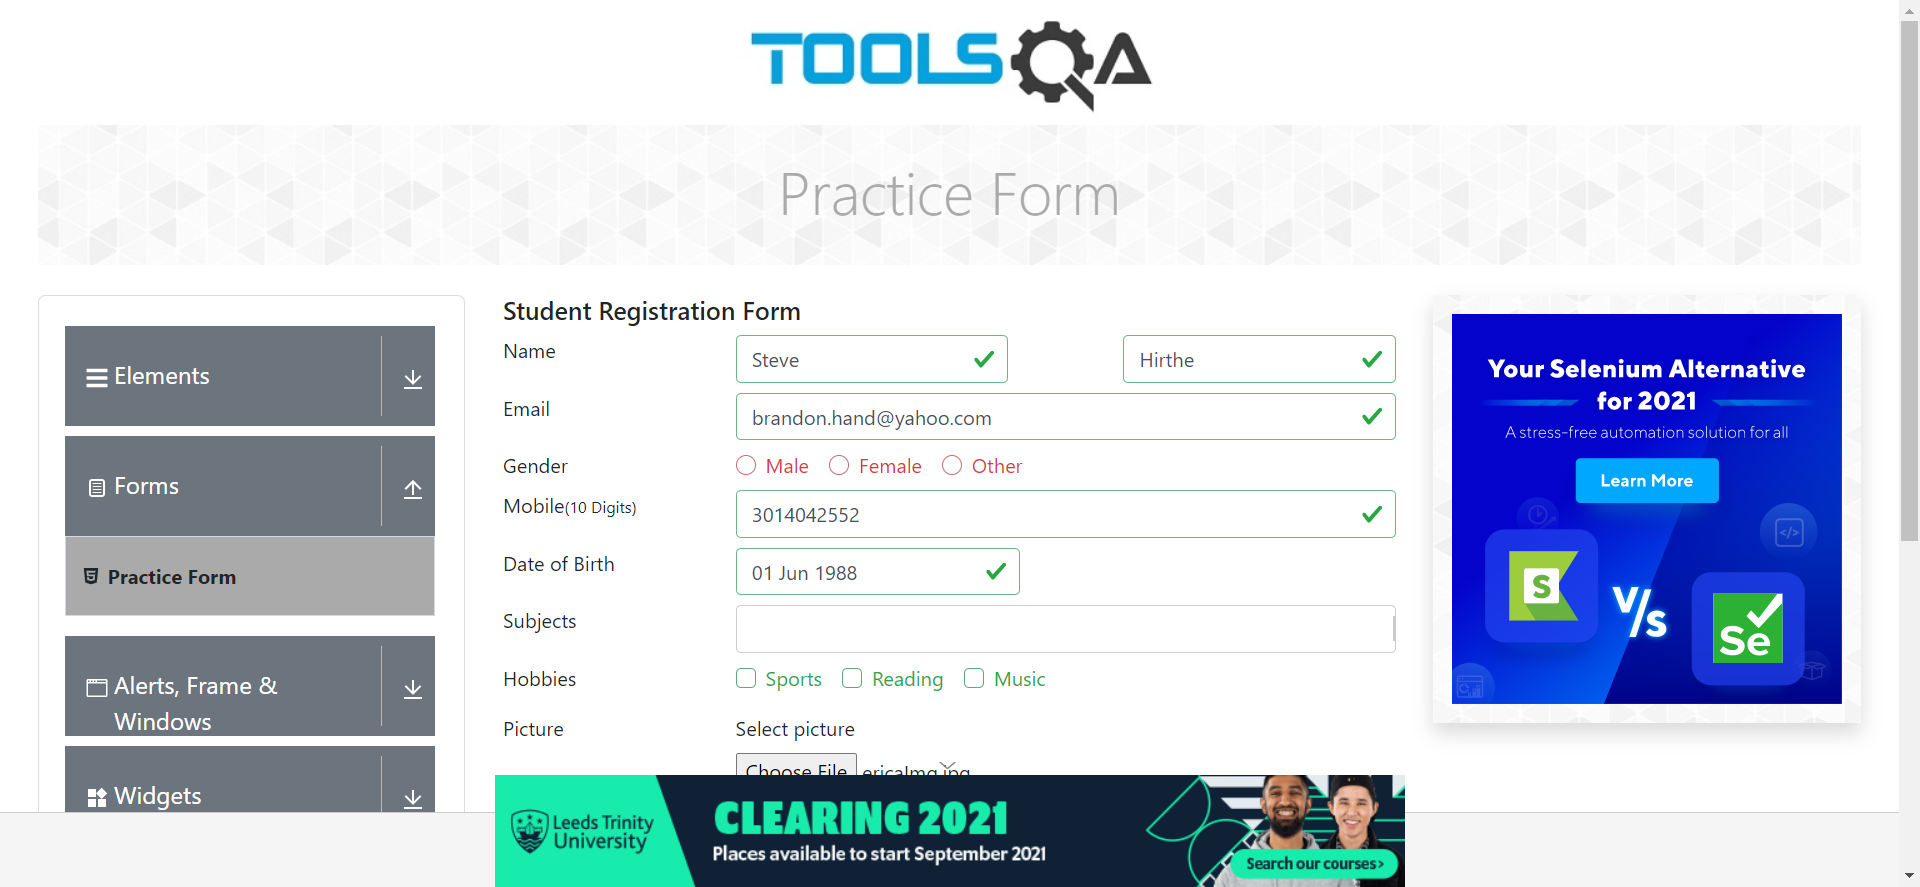 TOOLSQA
Practice Form
Elements
Forms
Practice Form
Alerts, Frame &
Windows
Widgets
Student Registration Form
Name
Steve
Hirthe
Email
brandon.hand@yahoo.com
Gender
Male
Female
Other
Mobile(10 Digits)
3014042552
Date of Birth
01 Jun 1988
Subjects
Hobbies
Sports
Reading
Music
Picture
Select picture
Choose File
ericaImg.jpg
Your Selenium Alternative
for 2021
A stress-free automation solution for all
Learn More
</>
S
V/s
Se
Leeds Trinity
University
CLEARING 2021
Places available to start September 2021
Search our courses>